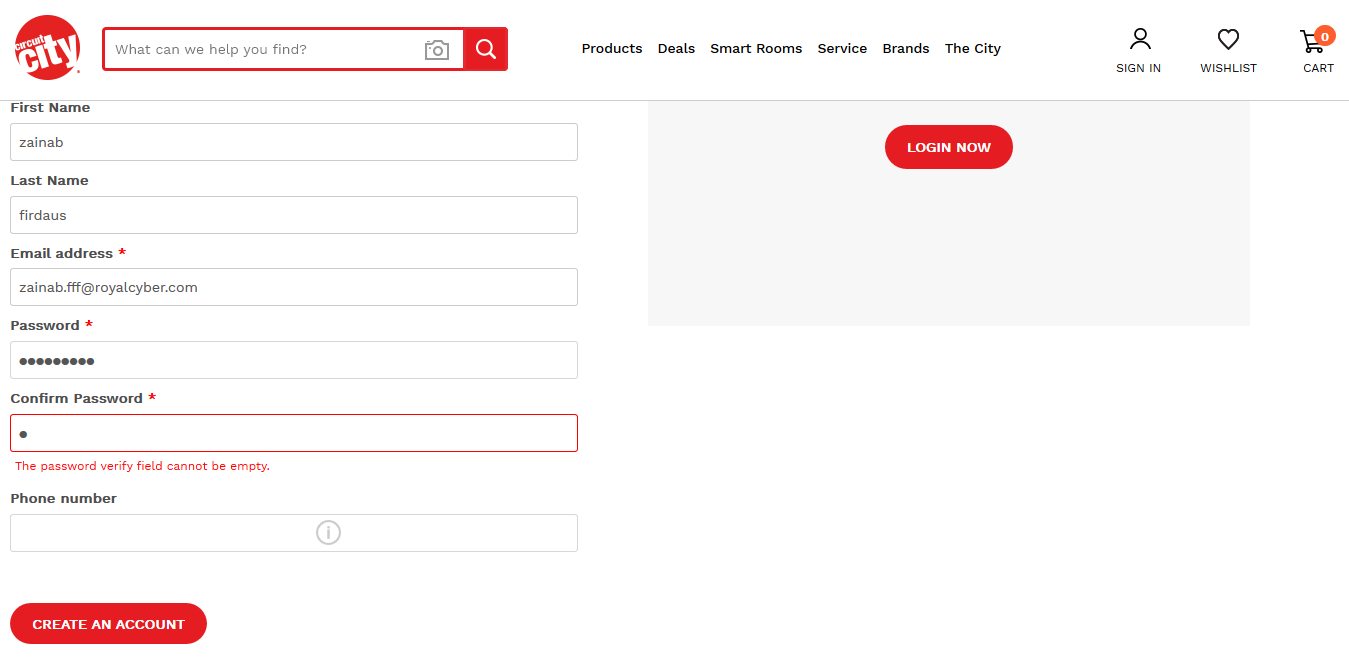 circuit city
What can we help you find?
Products Deals Smart Rooms Service Brands The City
SIGN IN
WISHLIST
0
CART
First Name
zainab
Last Name
firdaus
Email address *
zainab.fff@royalcyber.com
Password *
●●●●●●●●●
Confirm Password *
●
The password verify field cannot be empty.
Phone number
i
CREATE AN ACCOUNT
LOGIN NOW